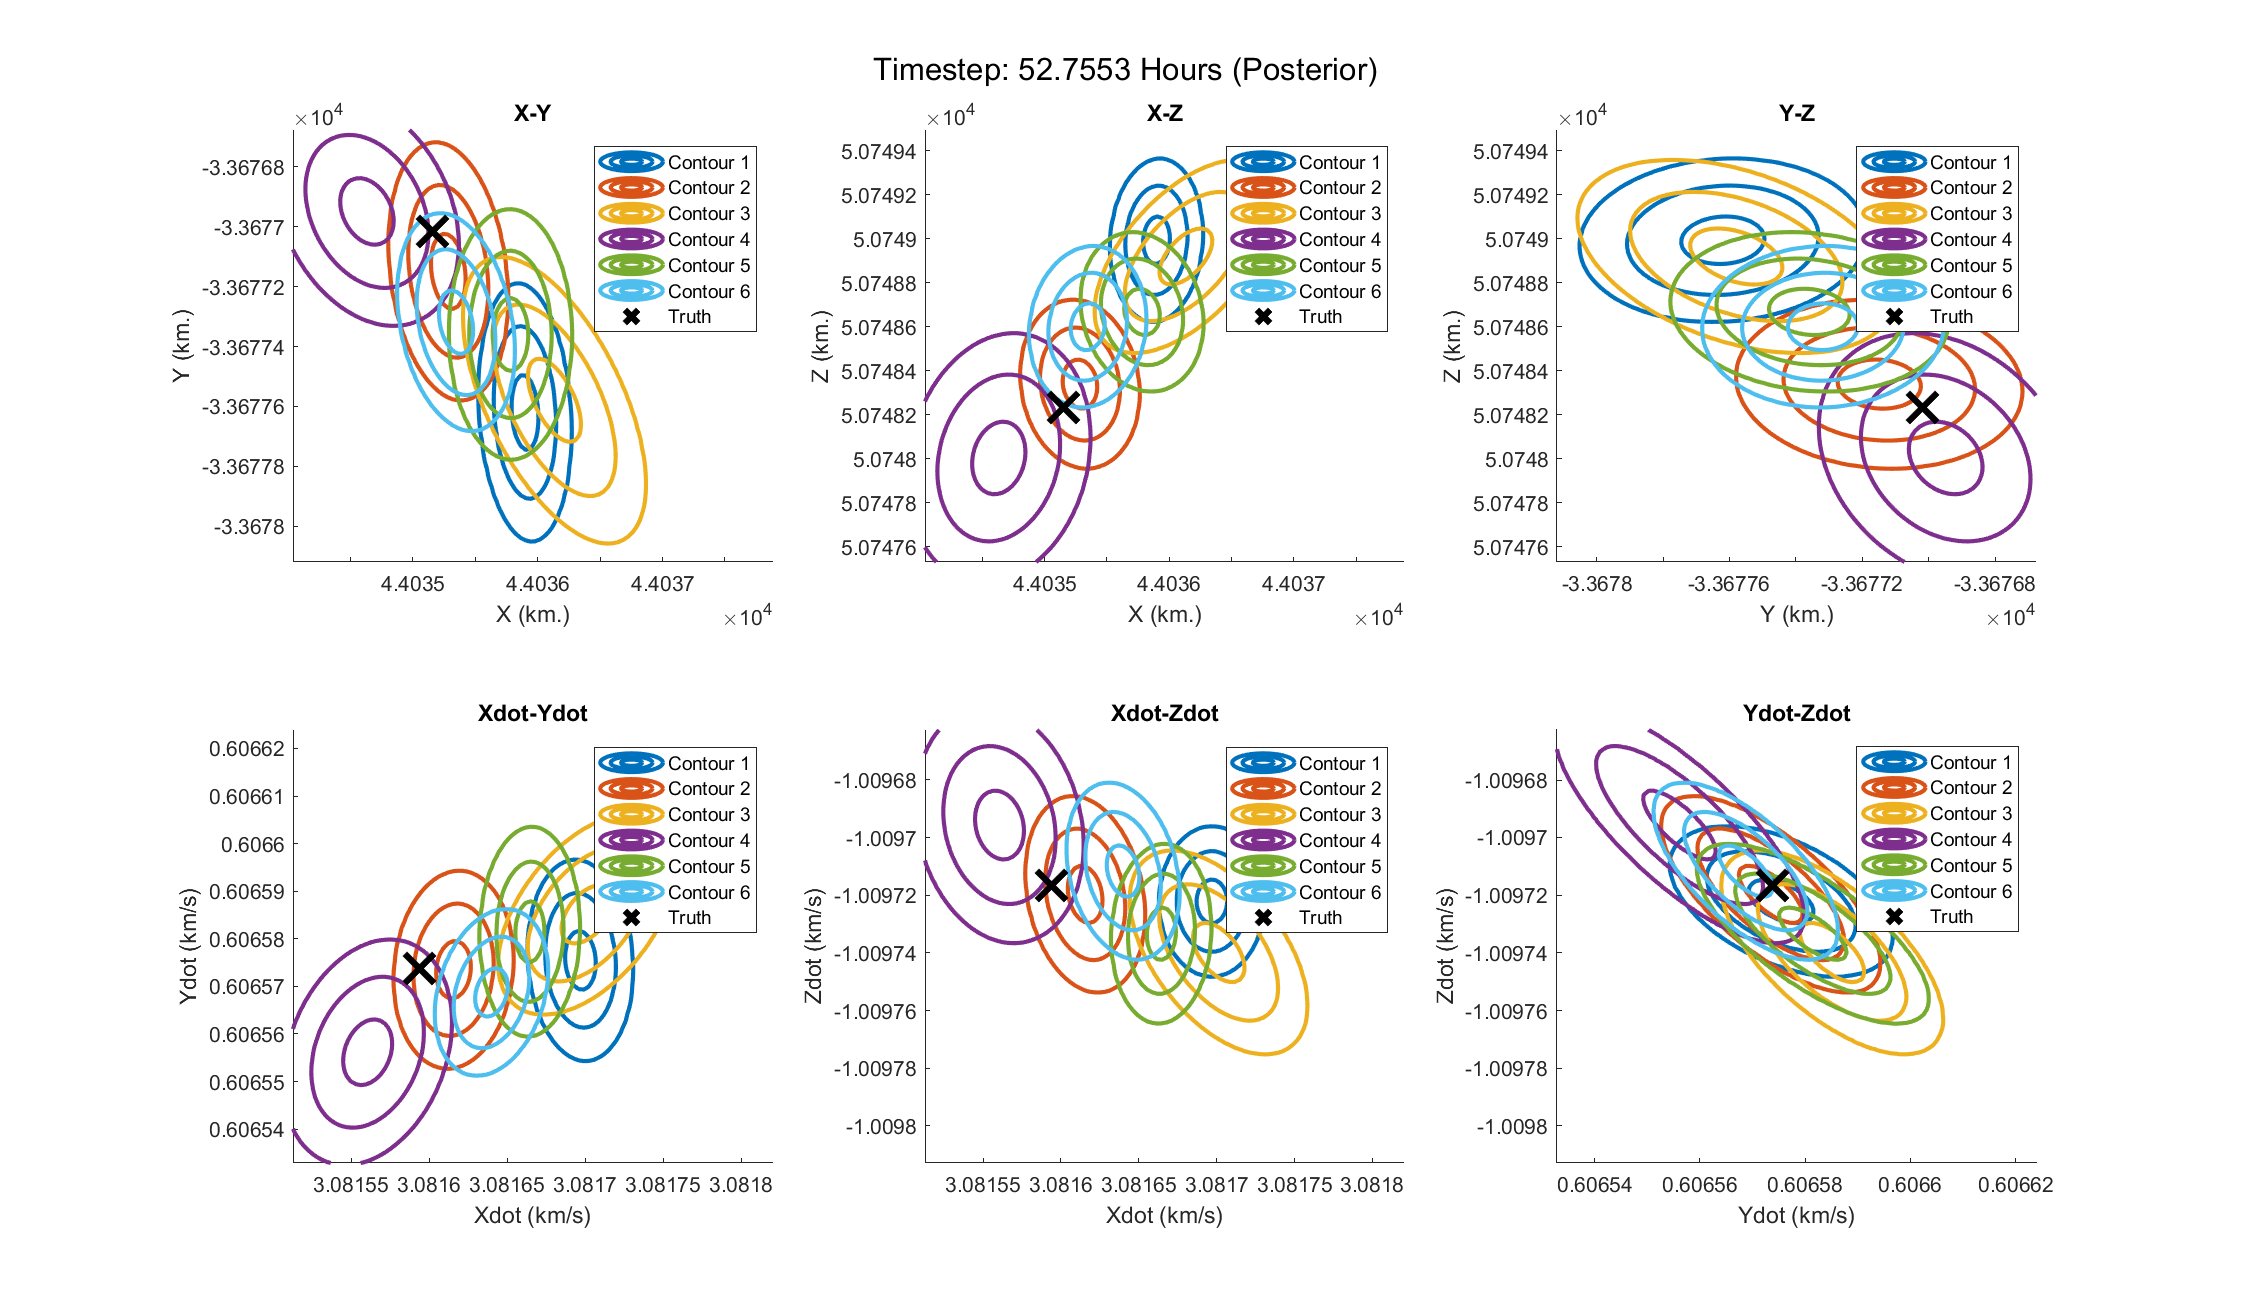 Timestep: 52.7553 Hours (Posterior)
X-Y
×10⁴
-3.36768
-3.3677
-3.36772
-3.36774
-3.36776
-3.36778
-3.3678
Y (km.)
4.4035 4.4036 4.4037
X (km.)
×10⁴
Contour 1
Contour 2
Contour 3
Contour 4
Contour 5
Contour 6
Truth
X-Z
×10⁴
5.07494
5.07492
5.0749
5.07488
5.07486
5.07484
5.07482
5.0748
5.07478
5.07476
Z (km.)
4.4035 4.4036 4.4037
X (km.)
×10⁴
Contour 1
Contour 2
Contour 3
Contour 4
Contour 5
Contour 6
Truth
Y-Z
×10⁴
5.07494
5.07492
5.0749
5.07488
5.07486
5.07484
5.07482
5.0748
5.07478
5.07476
Z (km.)
-3.3678 -3.36776 -3.36772 -3.36768
Y (km.)
×10⁴
Contour 1
Contour 2
Contour 3
Contour 4
Contour 5
Contour 6
Truth
Xdot-Ydot
0.60662
0.60661
0.6066
0.60659
0.60658
0.60657
0.60656
0.60655
0.60654
Ydot (km/s)
3.08155 3.0816 3.08165 3.0817 3.08175 3.0818
Xdot (km/s)
Contour 1
Contour 2
Contour 3
Contour 4
Contour 5
Contour 6
Truth
Xdot-Zdot
-1.00968
-1.0097
-1.00972
-1.00974
-1.00976
-1.00978
-1.0098
Zdot (km/s)
3.08155 3.0816 3.08165 3.0817 3.08175 3.0818
Xdot (km/s)
Contour 1
Contour 2
Contour 3
Contour 4
Contour 5
Contour 6
Truth
Ydot-Zdot
-1.00968
-1.0097
-1.00972
-1.00974
-1.00976
-1.00978
-1.0098
Zdot (km/s)
0.60654 0.60656 0.60658 0.6066 0.60662
Ydot (km/s)
Contour 1
Contour 2
Contour 3
Contour 4
Contour 5
Contour 6
Truth